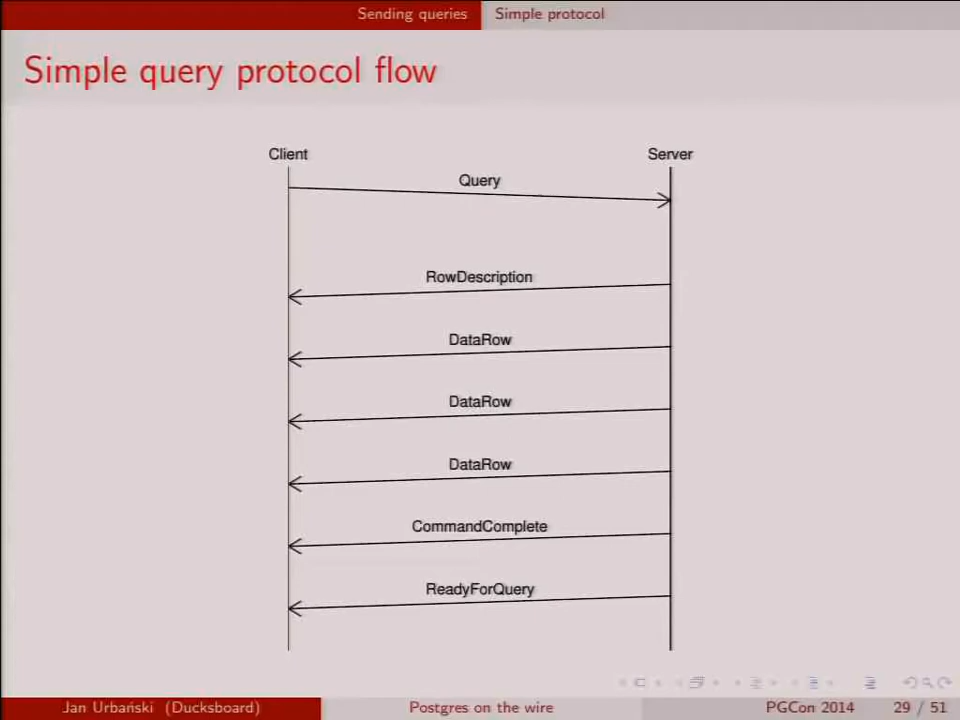 Sending queries Simple protocol
Simple query protocol flow
Client Server
Query
RowDescription
DataRow
DataRow
DataRow
CommandComplete
ReadyForQuery
Jan Urbański (Ducksboard) Postgres on the wire PGCon 2014 29 / 51